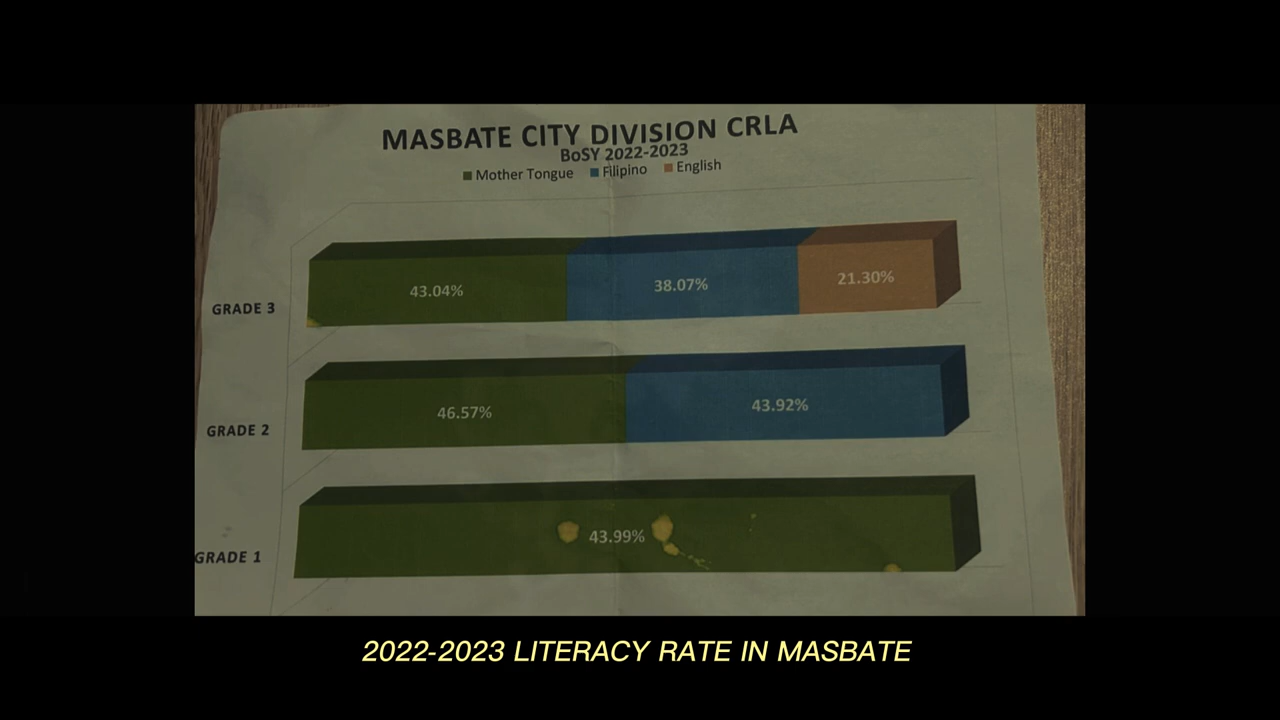 MASBATE CITY DIVISION CRLA
BoSY 2022-2023
Mother Tongue Filipino English
GRADE 3 43.04% 38.07% 21.30%
GRADE 2 46.57% 43.92%
GRADE 1 43.99%
2022-2023 LITERACY RATE IN MASBATE